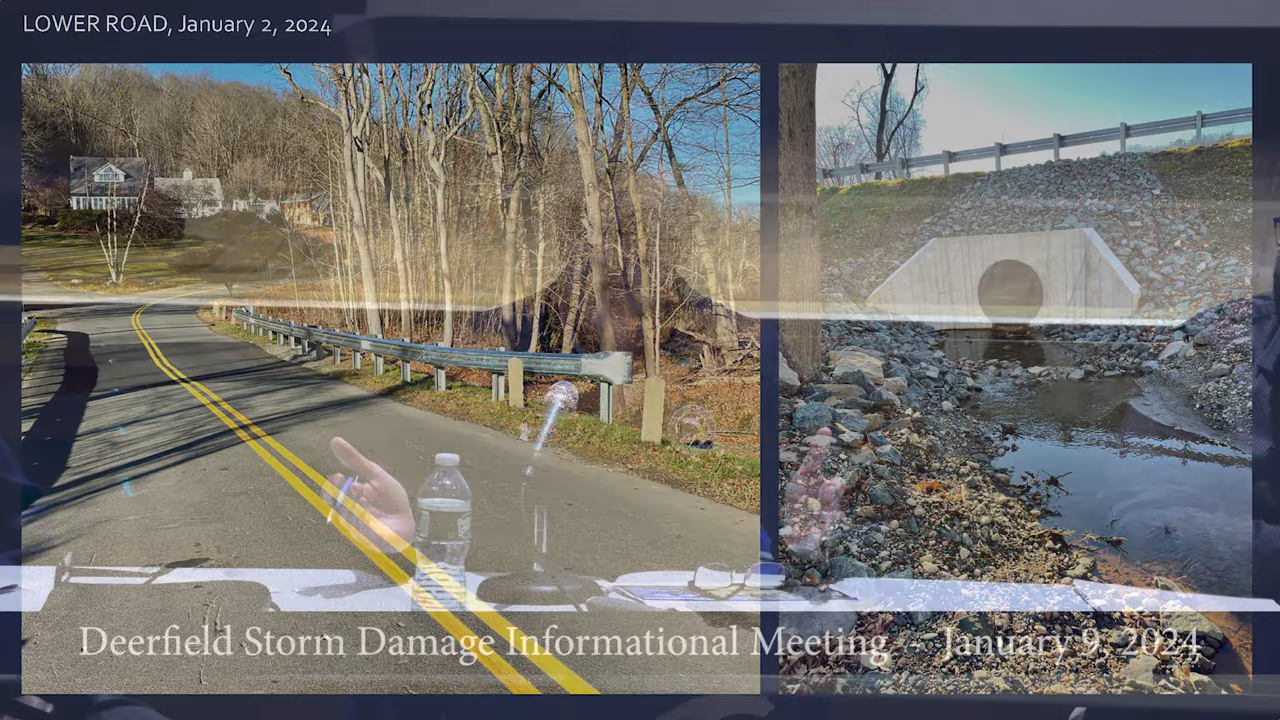 LOWER ROAD, January 2, 2024
Deerfield Storm Damage Informational Meeting - January 9, 2024